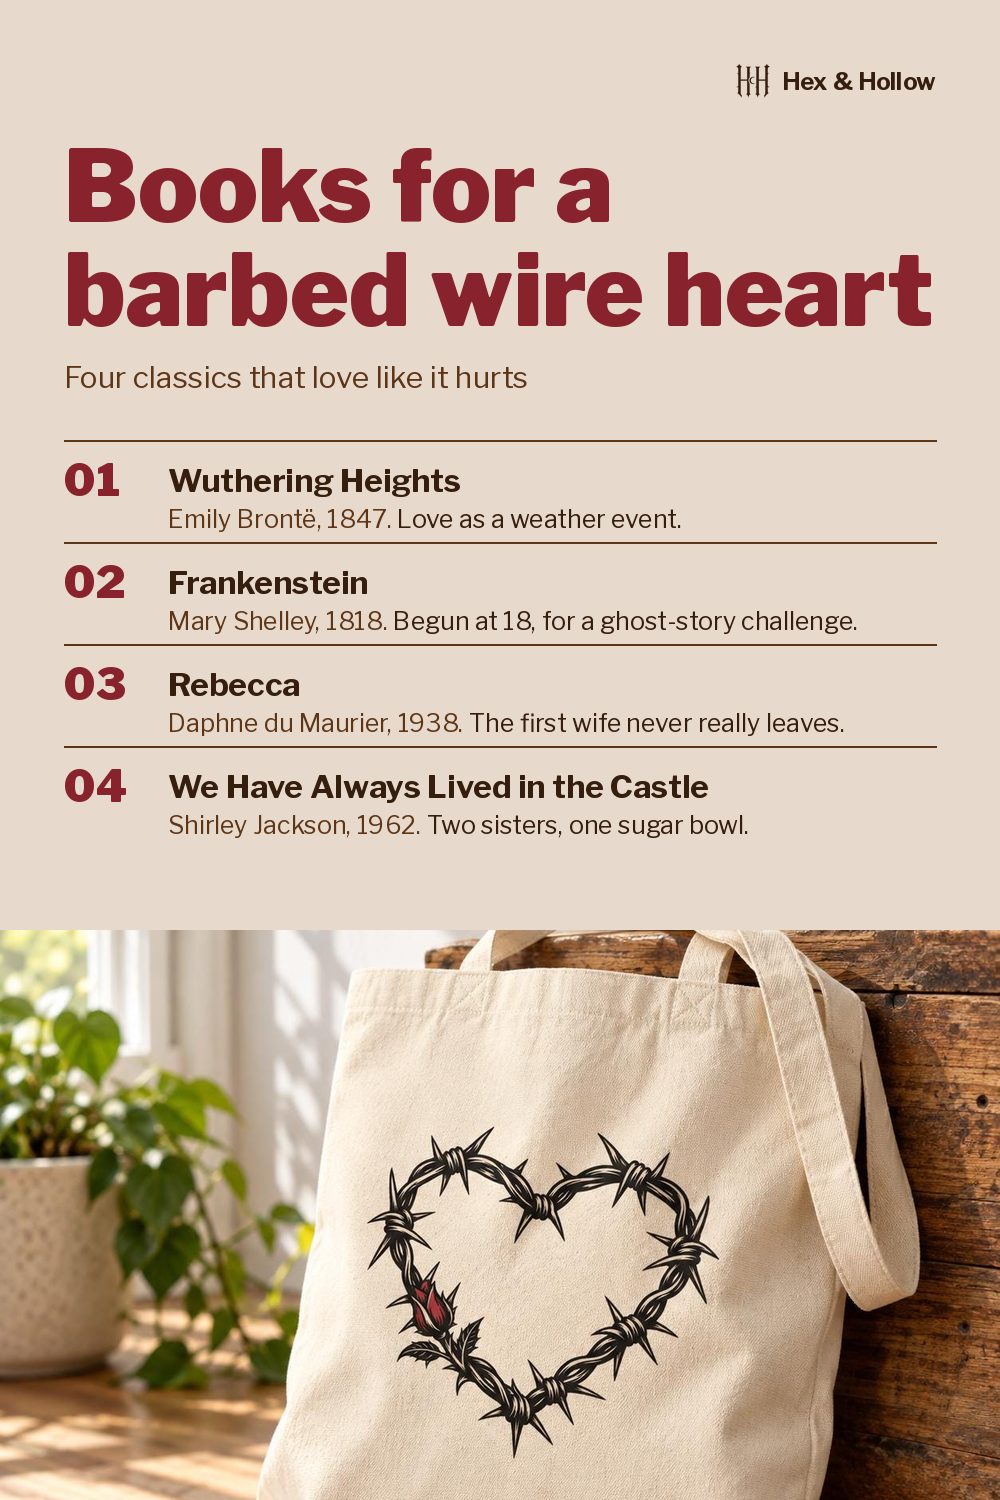 Hex & Hollow
Books for a
barbed wire heart
Four classics that love like it hurts
01 Wuthering Heights
Emily Brontë, 1847. Love as a weather event.
02 Frankenstein
Mary Shelley, 1818. Begun at 18, for a ghost-story challenge.
03 Rebecca
Daphne du Maurier, 1938. The first wife never really leaves.
04 We Have Always Lived in the Castle
Shirley Jackson, 1962. Two sisters, one sugar bowl.